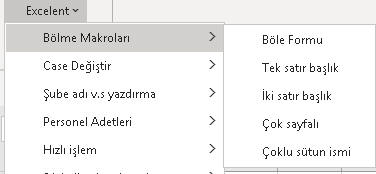 Excelent
Bölme Makroları
Case Değiştir
Şube adı v.s yazdırma
Personel Adetleri
Hızlı işlem
Böle Formu
Tek satır başlık
İki satır başlık
Çok sayfalı
Çoklu sütun ismi